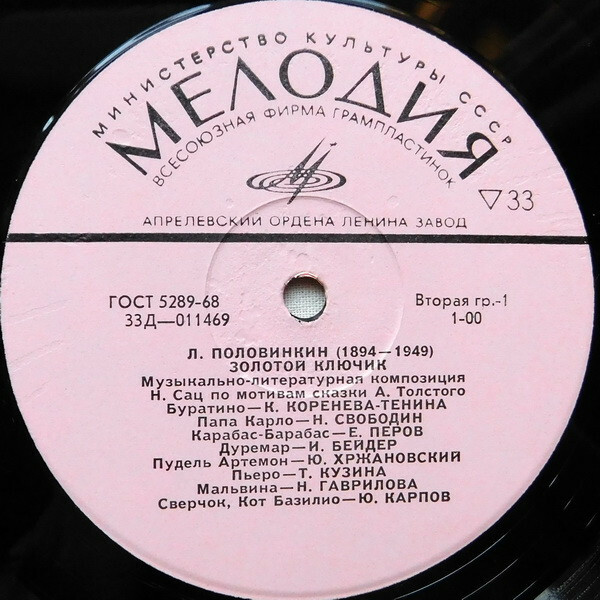 МИНИСТЕРСТВО КУЛЬТУРЫ СССР
МЕЛОДИЯ
ВСЕСОЮЗНАЯ ФИРМА ГРАМПЛАСТИНОК
▽33
АПРЕЛЕВСКИЙ ОРДЕНА ЛЕНИНА ЗАВОД
ГОСТ 5289-68
33Д—011469
Вторая гр.-1
1-00
Л. ПОЛОВИНКИН (1894—1949)
ЗОЛОТОЙ КЛЮЧИК
Музыкально-литературная композиция
Н. Сац по мотивам сказки А. Толстого
Буратино—К. КОРЕНЕВА-ТЕНИНА
Папа Карло—Н. СВОБОДИН
Карабас-Барабас—Е. ПЕРОВ
Дуремар—И. БЕЙДЕР
Пудель Артемон—Ю. ХРЖАНОВСКИЙ
Пьеро—Т. КУЗИНА
Мальвина—Н. ГАВРИЛОВА
Сверчок, Кот Базилио—Ю. КАРПОВ